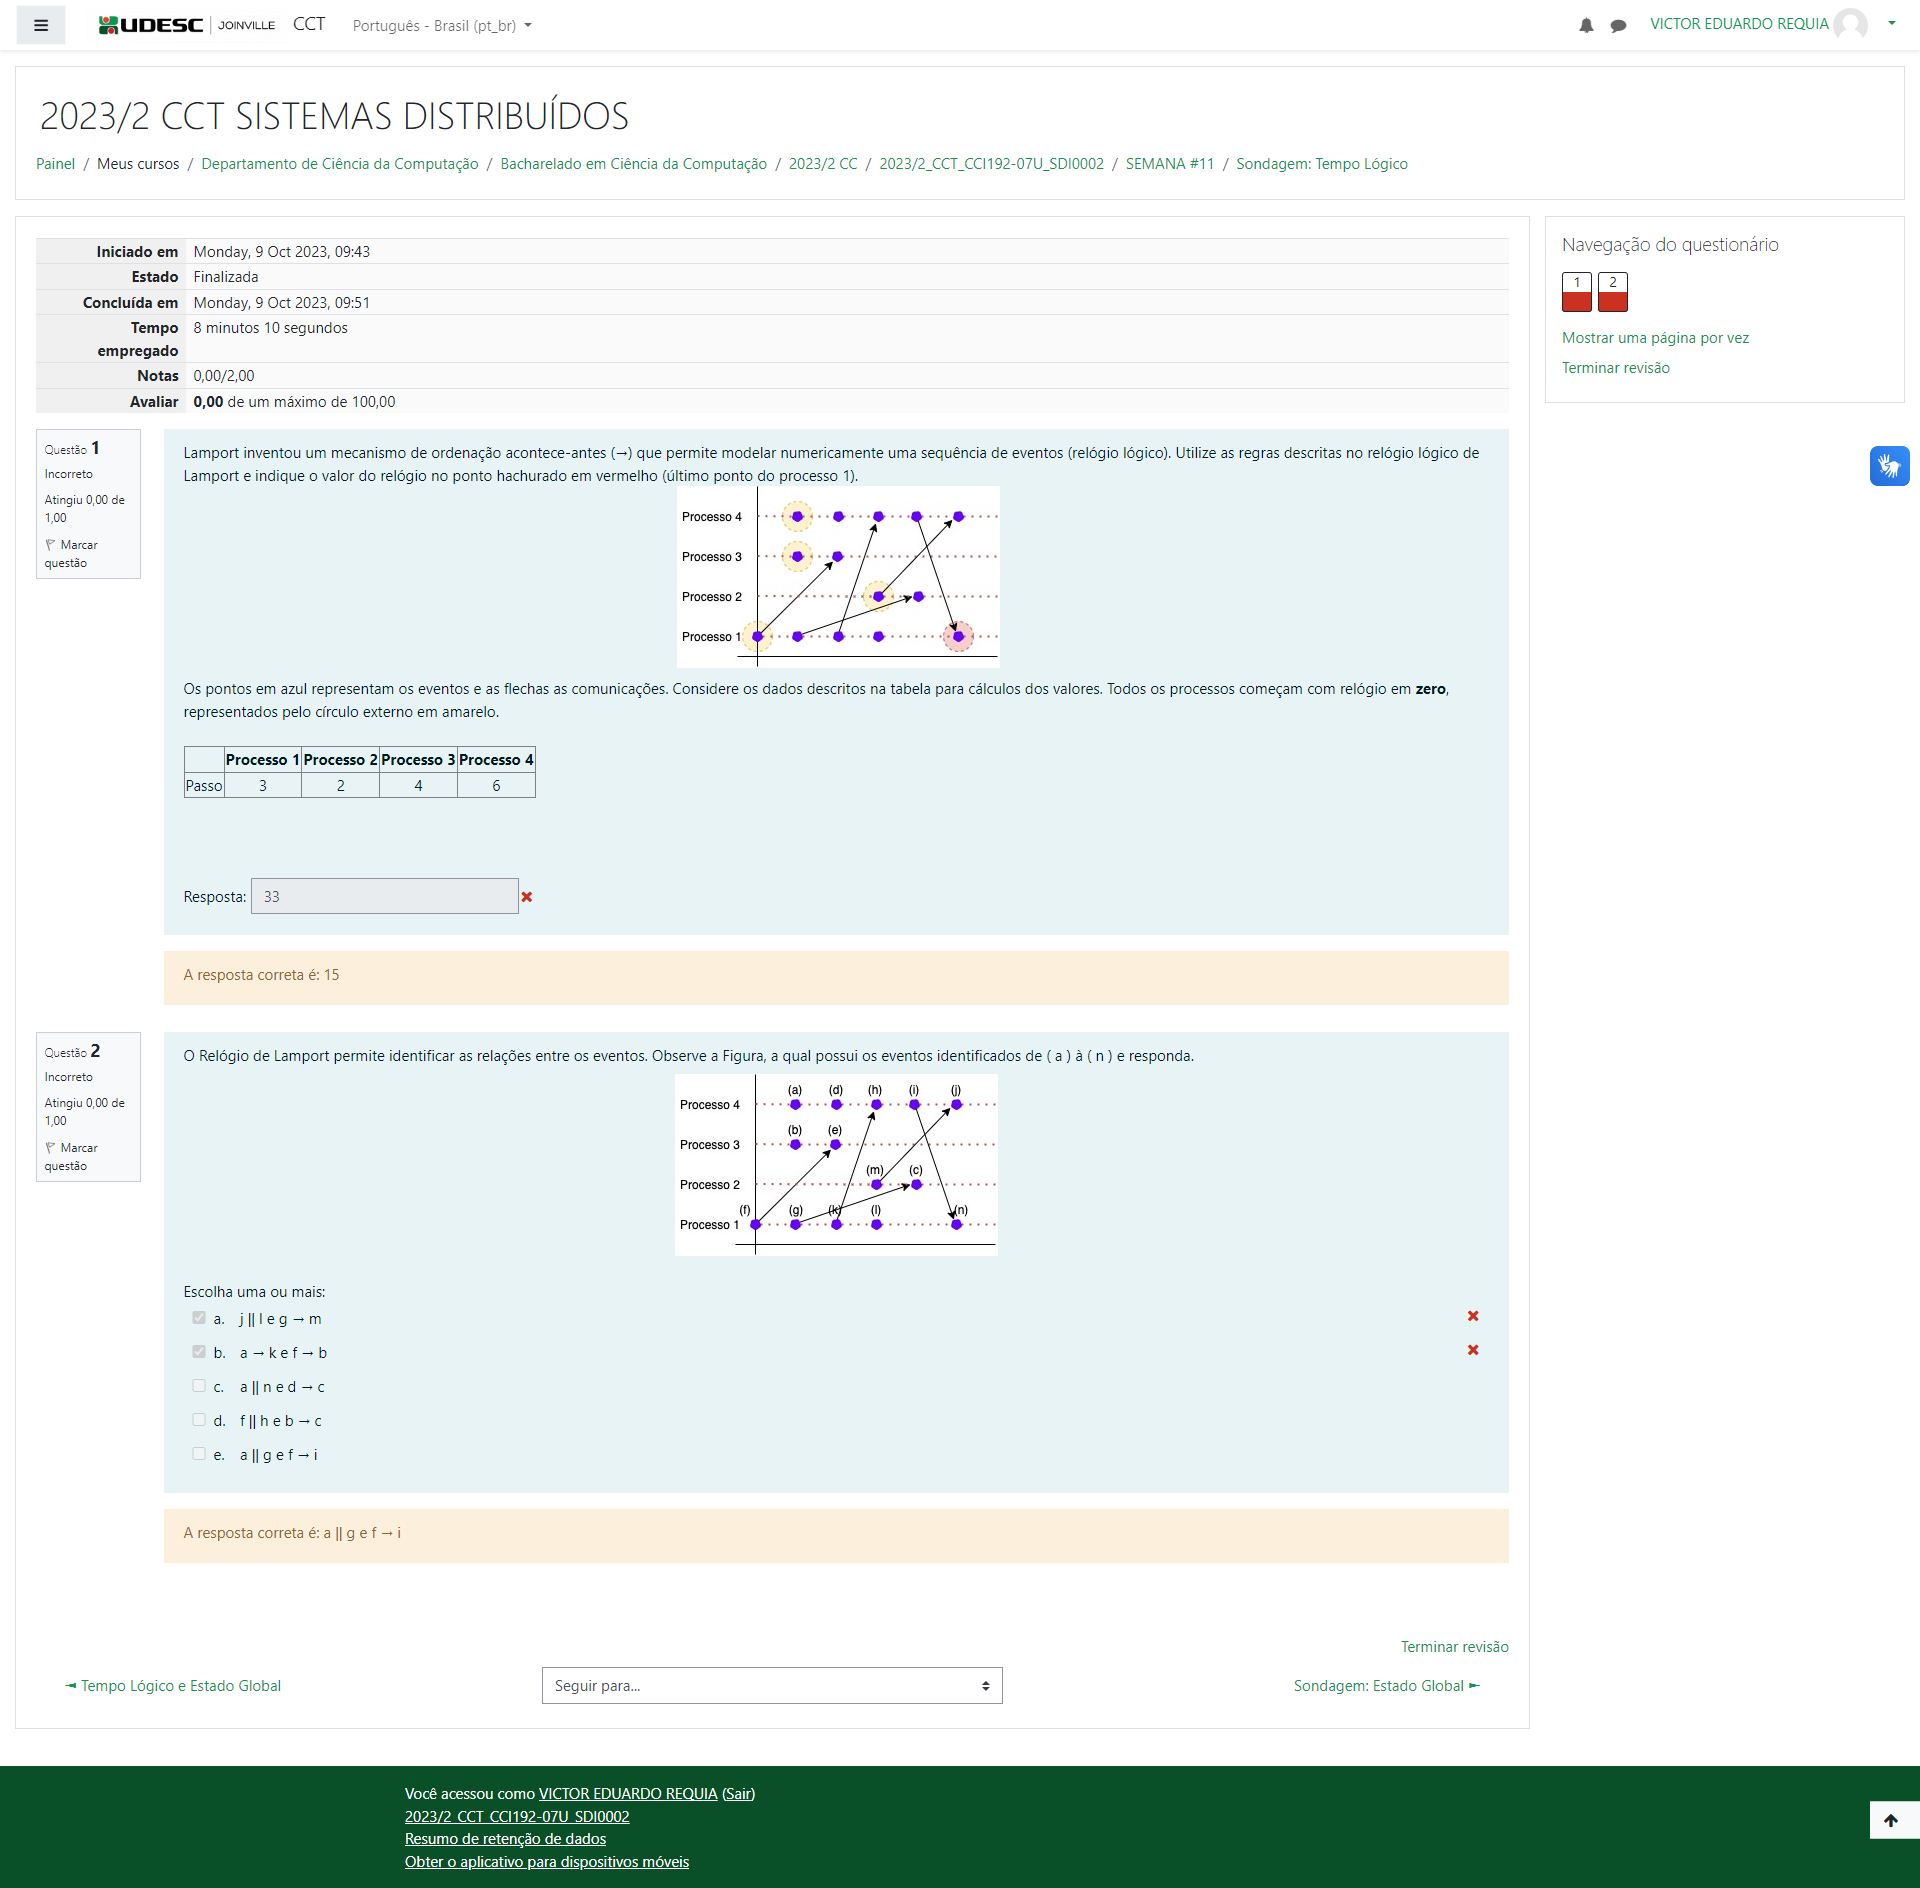 UDESC JOINVILLE CCT Português - Brasil (pt_br) VICTOR EDUARDO REQUIA
2023/2 CCT SISTEMAS DISTRIBUÍDOS
Painel / Meus cursos / Departamento de Ciência da Computação / Bacharelado em Ciência da Computação / 2023/2 CC / 2023/2_CCT_CCI192-07U_SDI0002 / SEMANA #11 / Sondagem: Tempo Lógico
Iniciado em Monday, 9 Oct 2023, 09:43
Estado Finalizada
Concluída em Monday, 9 Oct 2023, 09:51
Tempo empregado 8 minutos 10 segundos
Notas 0,00/2,00
Avaliar 0,00 de um máximo de 100,00
Navegação do questionário
1 2
Mostrar uma página por vez
Terminar revisão
Questão 1
Incorreto
Atingiu 0,00 de
1,00
Marcar
questão
Lamport inventou um mecanismo de ordenação acontece-antes (→) que permite modelar numericamente uma sequência de eventos (relógio lógico). Utilize as regras descritas no relógio lógico de
Lamport e indique o valor do relógio no ponto hachurado em vermelho (último ponto do processo 1).
Processo 4
Processo 3
Processo 2
Processo 1
Os pontos em azul representam os eventos e as flechas as comunicações. Considere os dados descritos na tabela para cálculos dos valores. Todos os processos começam com relógio em zero,
representados pelo círculo externo em amarelo.
Processo 1 Processo 2 Processo 3 Processo 4
Passo 3 2 4 6
Resposta: 33
A resposta correta é: 15
Questão 2
Incorreto
Atingiu 0,00 de
1,00
Marcar
questão
O Relógio de Lamport permite identificar as relações entre os eventos. Observe a Figura, a qual possui os eventos identificados de ( a ) à ( n ) e responda.
(a) (d) (h) (i) (j)
Processo 4
(b) (e)
Processo 3
(m) (c)
Processo 2
(f) (g) (k) (l) (n)
Processo 1
Escolha uma ou mais:
a. j || l e g → m
b. a → k e f → b
c. a || n e d → c
d. f || h e b → c
e. a || g e f → i
A resposta correta é: a || g e f → i
Terminar revisão
◄ Tempo Lógico e Estado Global Seguir para... Sondagem: Estado Global ►
Você acessou como VICTOR EDUARDO REQUIA (Sair)
2023/2_CCT_CCI192-07U_SDI0002
Resumo de retenção de dados
Obter o aplicativo para dispositivos móveis